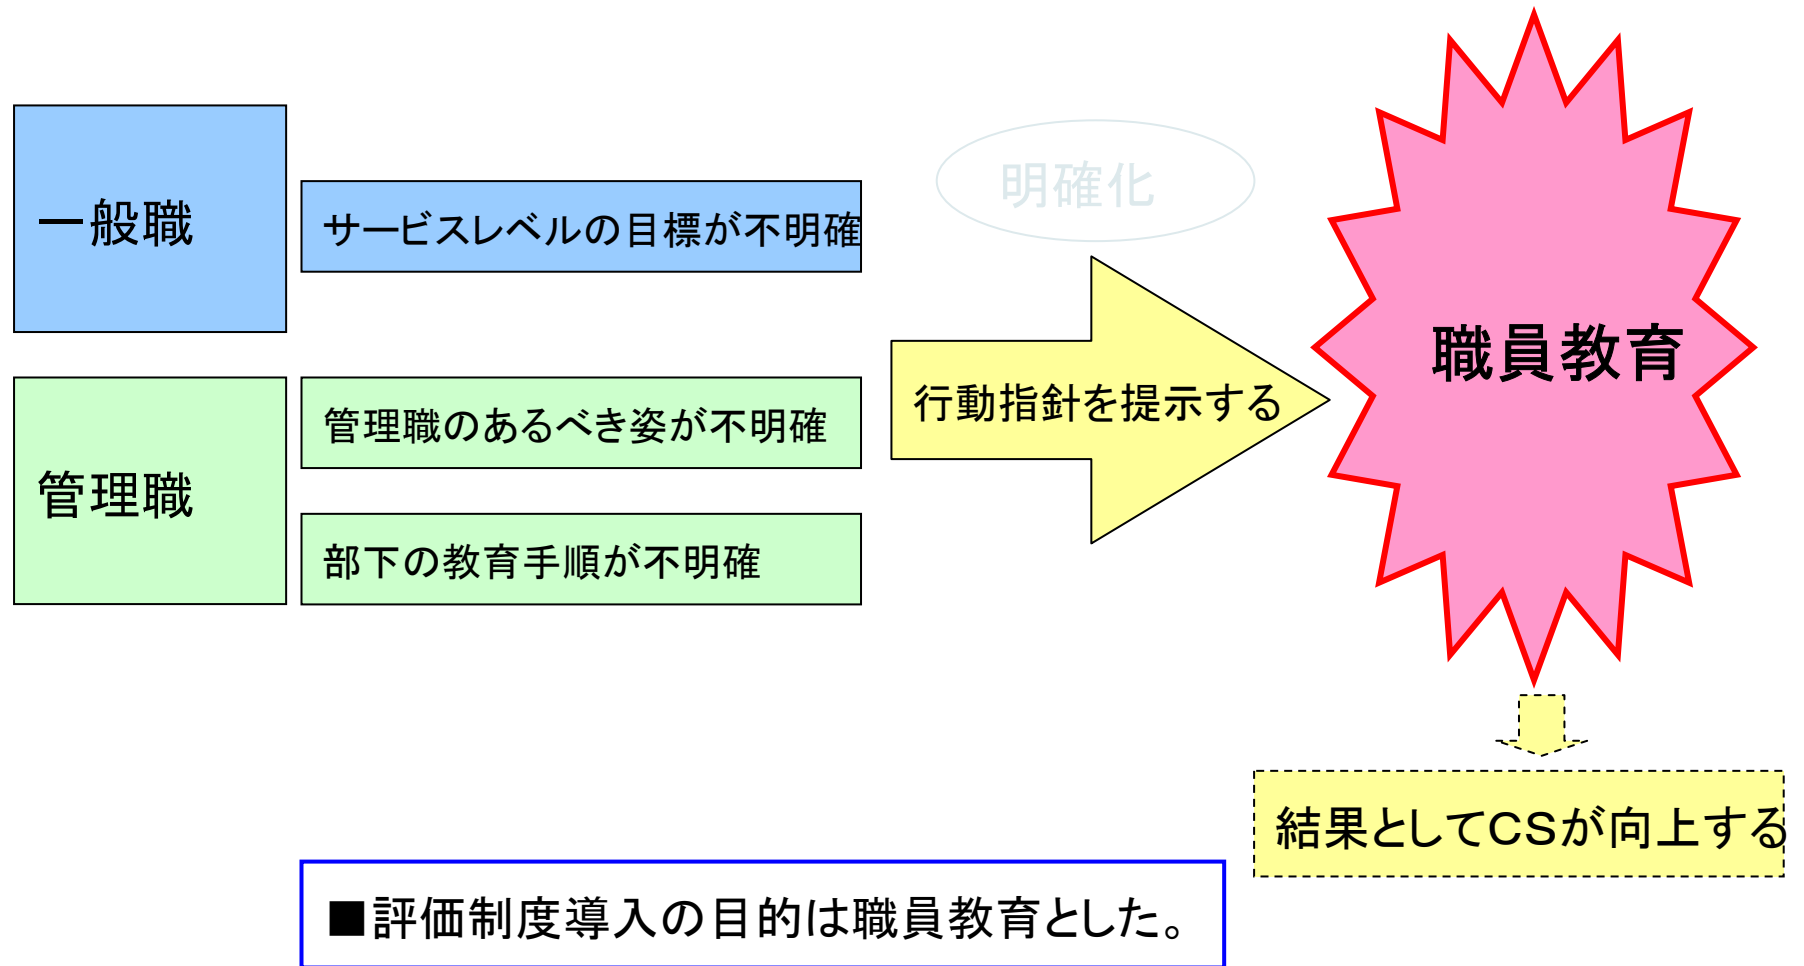 一般職
サービスレベルの目標が不明確
管理職
管理職のあるべき姿が不明確
部下の教育手順が不明確
明確化
行動指針を提示する
職員教育
結果としてCSが向上する
■評価制度導入の目的は職員教育とした。